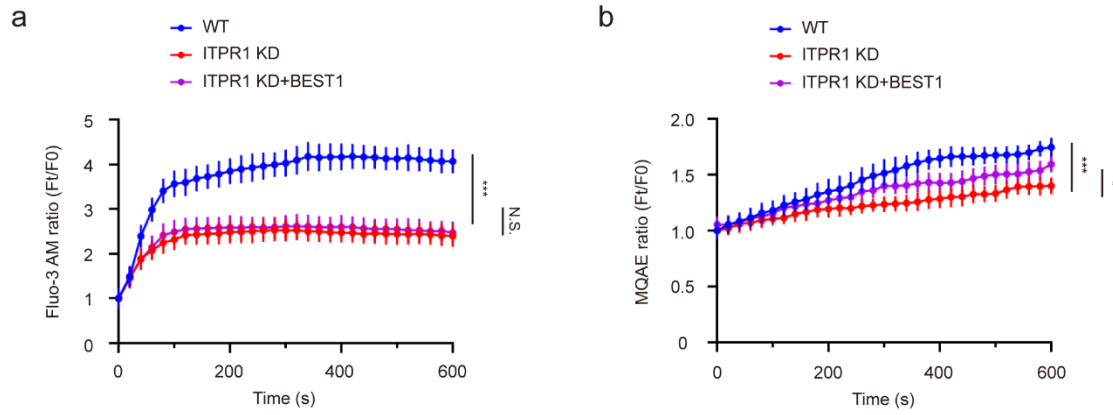 a
WT
ITPR1 KD
ITPR1 KD+BEST1
5
4
3
2
1
0
Fluo-3 AM ratio (Ft/F0)
0
200
400
600
Time (s)
***
N.S.
b
WT
ITPR1 KD
ITPR1 KD+BEST1
2.0
1.5
1.0
0.5
0
MQAE ratio (Ft/F0)
0
200
400
600
Time (s)
***